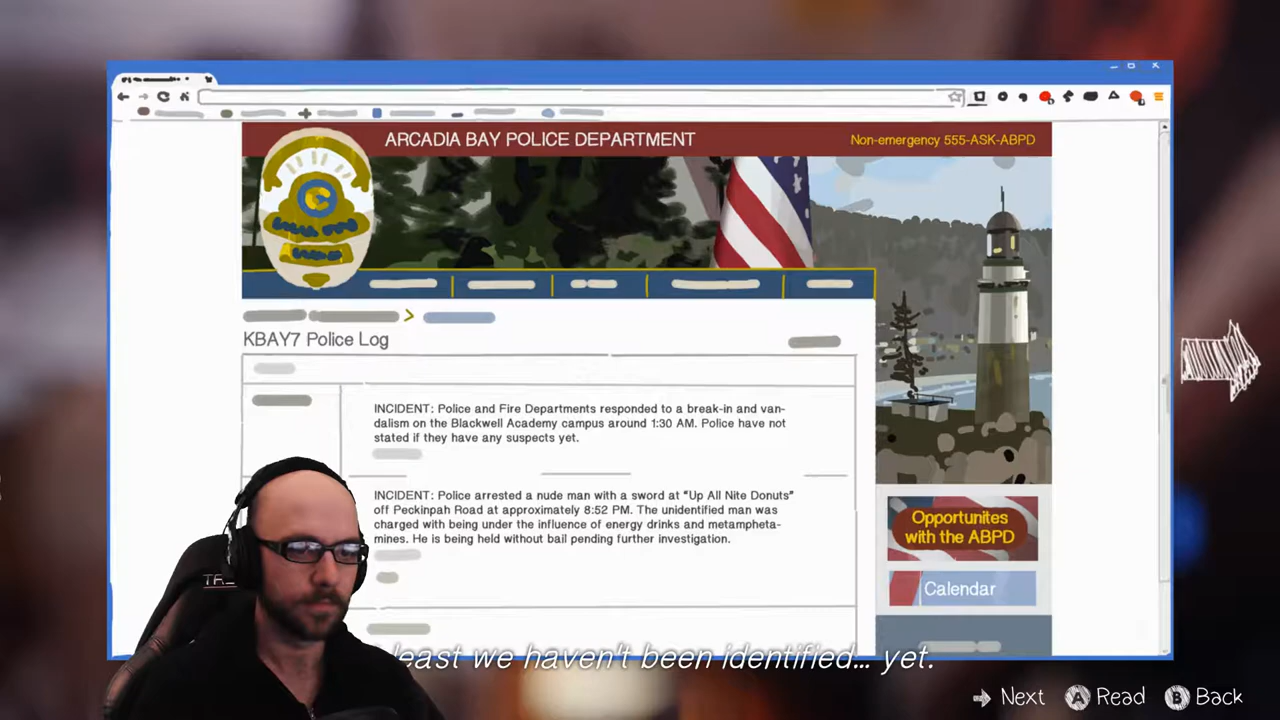 ARCADIA BAY POLICE DEPARTMENT
Non-emergency 555-ASK-ABPD
KBAY7 Police Log
INCIDENT: Police and Fire Departments responded to a break-in and van-
dalism on the Blackwell Academy campus around 1:30 AM. Police have not
stated if they have any suspects yet.
INCIDENT: Police arrested a nude man with a sword at "Up All Nite Donuts"
off Peckinpah Road at approximately 8:52 PM. The unidentified man was
charged with being under the influence of energy drinks and metampheta-
mines. He is being held without bail pending further investigation.
Opportunites
with the ABPD
Calendar
least we haven't been identified... yet.
Next
A Read
B Back